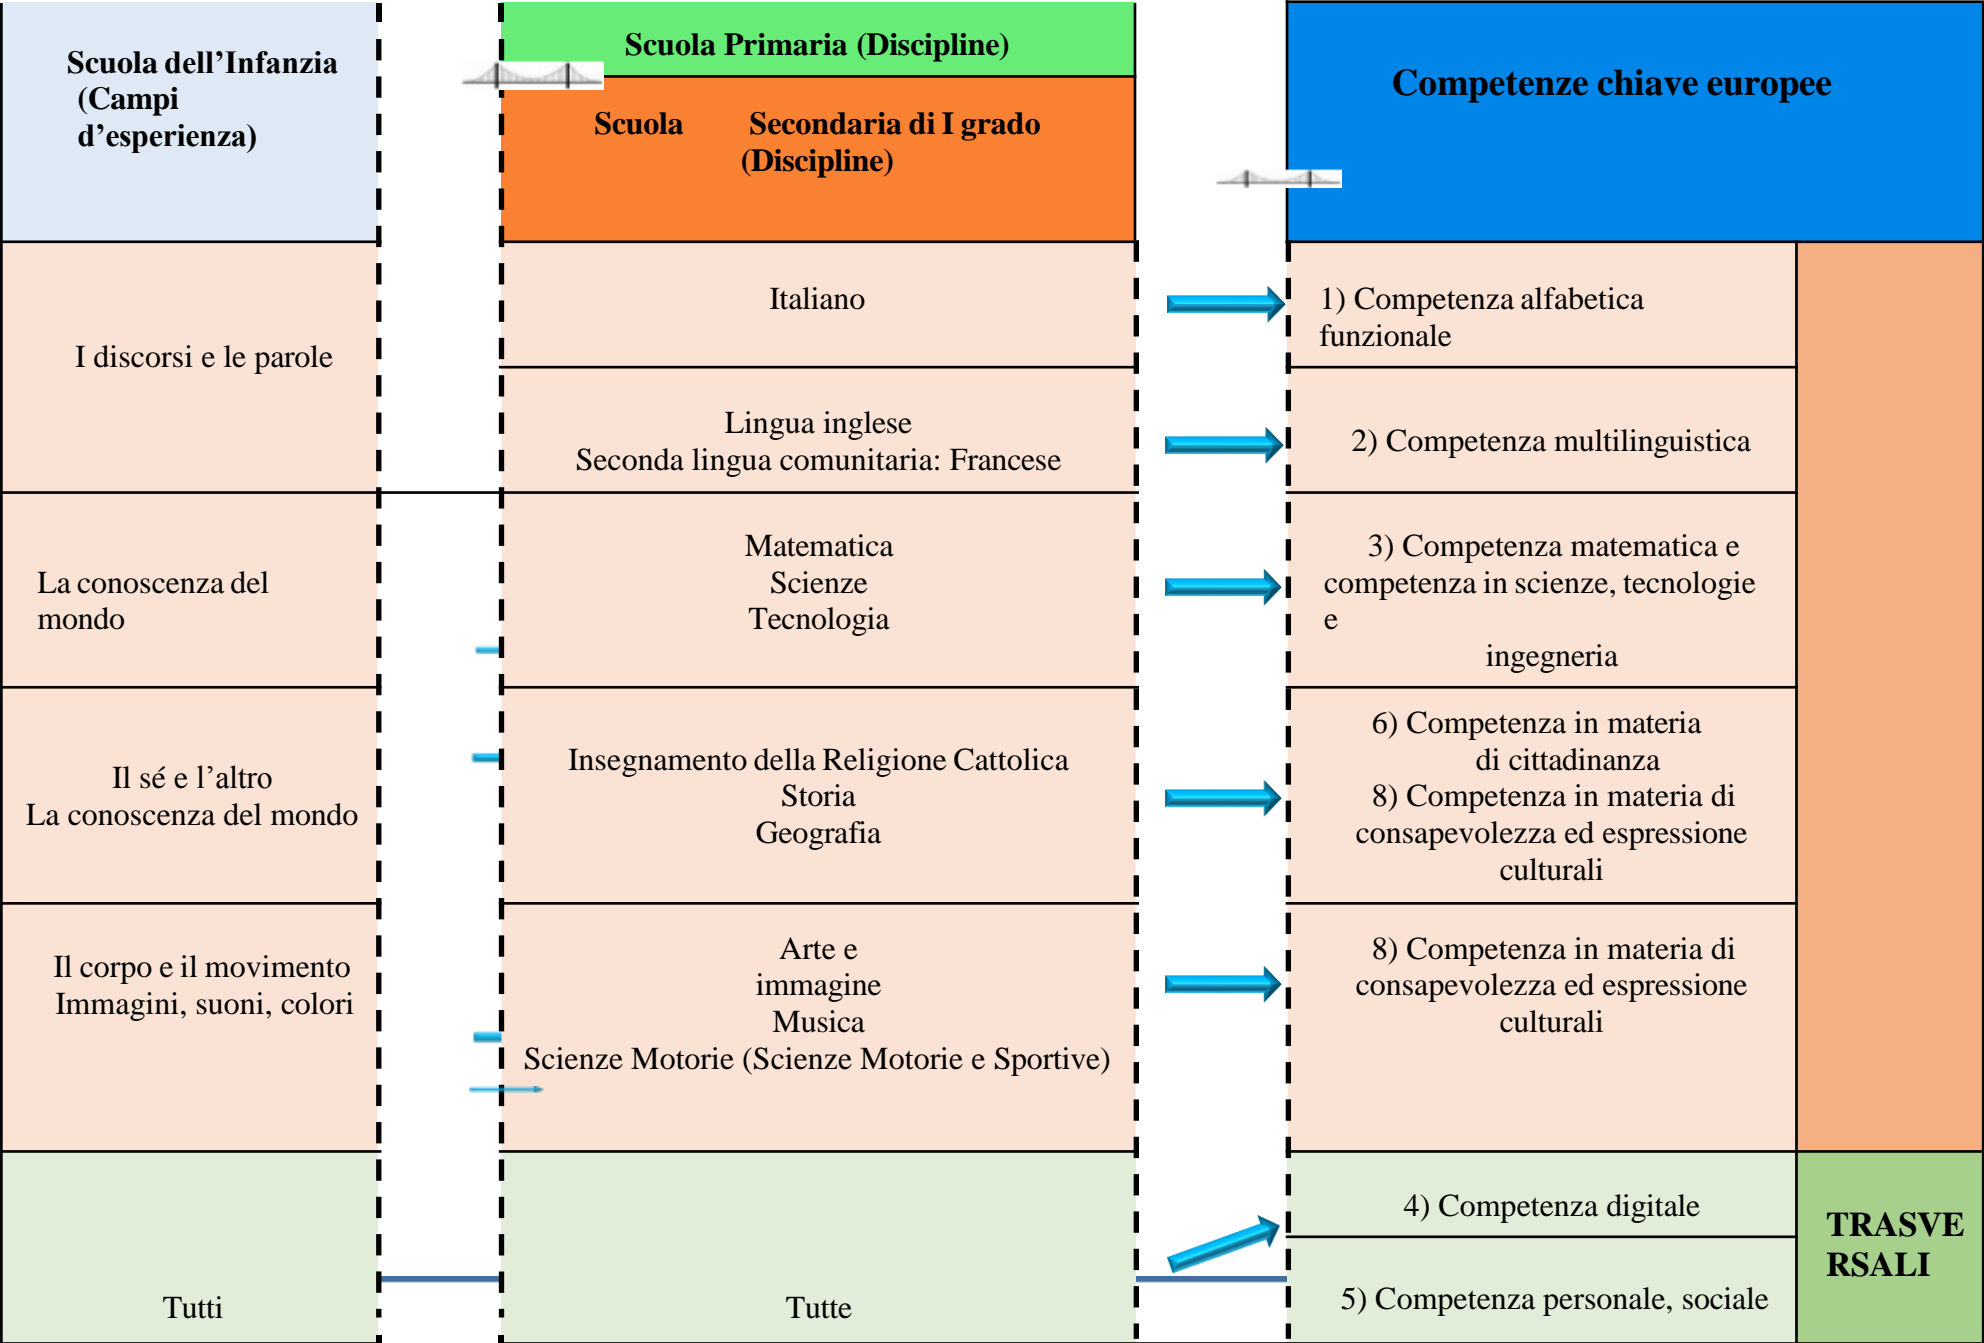 Scuola dell’Infanzia
(Campi
d’esperienza)
Scuola Primaria (Discipline)
Scuola Secondaria di I grado
(Discipline)
Competenze chiave europee
I discorsi e le parole
Italiano
1) Competenza alfabetica
funzionale
Lingua inglese
Seconda lingua comunitaria: Francese
2) Competenza multilinguistica
La conoscenza del
mondo
Matematica
Scienze
Tecnologia
3) Competenza matematica e
competenza in scienze, tecnologie
e
ingegneria
Il sé e l’altro
La conoscenza del mondo
Insegnamento della Religione Cattolica
Storia
Geografia
6) Competenza in materia
di cittadinanza
8) Competenza in materia di
consapevolezza ed espressione
culturali
Il corpo e il movimento
Immagini, suoni, colori
Arte e
immagine
Musica
Scienze Motorie (Scienze Motorie e Sportive)
8) Competenza in materia di
consapevolezza ed espressione
culturali
Tutti
Tutte
4) Competenza digitale
5) Competenza personale, sociale
TRASVE
RSALI